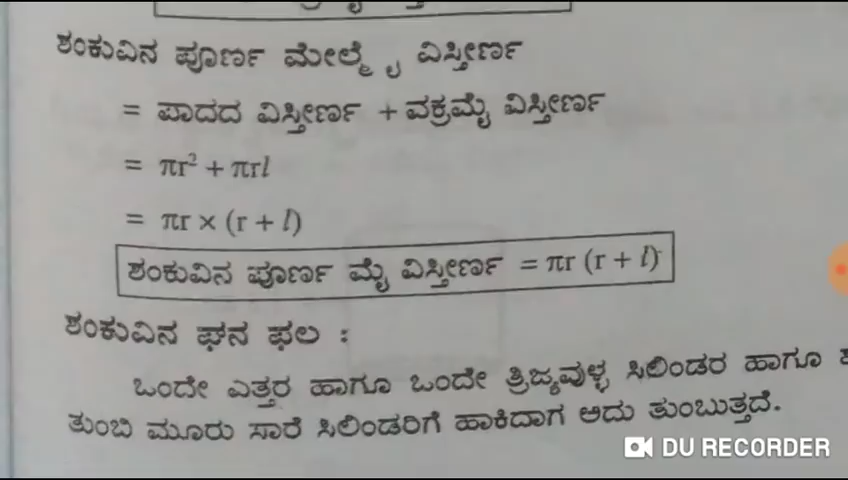 ಶಂಕುವಿನ ಪೂರ್ಣ ಮೇಲ್ಮೈ ವಿಸ್ತೀರ್ಣ
= ಪಾದದ ವಿಸ್ತೀರ್ಣ + ವಕ್ರಮೈ ವಿಸ್ತೀರ್ಣ
= πr² + πrl
= πr × (r + l)
ಶಂಕುವಿನ ಪೂರ್ಣ ಮೈ ವಿಸ್ತೀರ್ಣ = πr (r + l)
ಶಂಕುವಿನ ಘನ ಫಲ :
ಒಂದೇ ಎತ್ತರ ಹಾಗೂ ಒಂದೇ ತ್ರಿಜ್ಯವುಳ್ಳ ಸಿಲಿಂಡರ ಹಾಗೂ
ತುಂಬಿ ಮೂರು ಸಾರೆ ಸಿಲಿಂಡರಿಗೆ ಹಾಕಿದಾಗ ಅದು ತುಂಬುತ್ತದೆ.
DU RECORDER